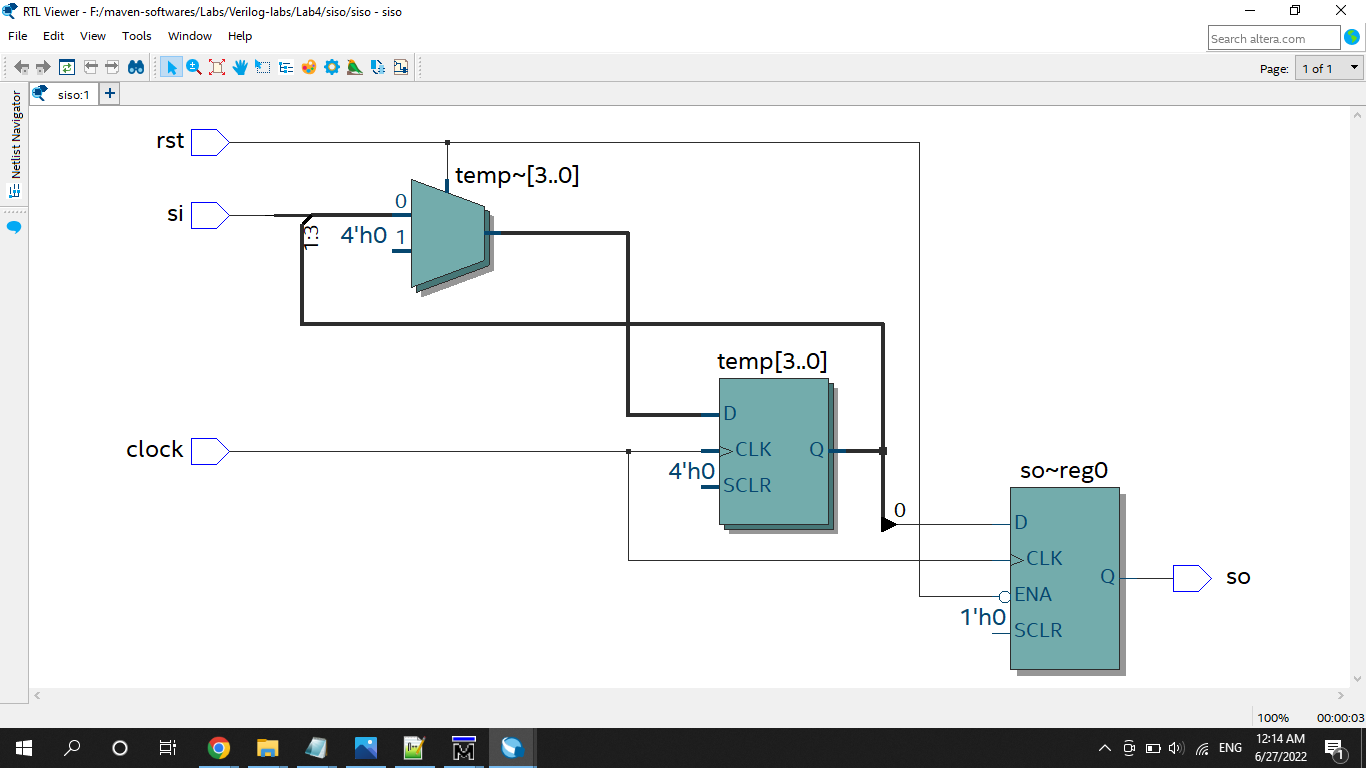 RTL Viewer - F:/maven-softwares/Labs/Verilog-labs/Lab4/siso/siso - siso
File Edit View Tools Window Help
Search altera.com
Page: 1 of 1
siso:1
Netlist Navigator
rst
temp~[3..0]
si
0
1:3
4'h0 1
temp[3..0]
D
clock
CLK Q
4'h0
SCLR
so~reg0
0
D
CLK
Q so
ENA
1'h0
SCLR
100% 00:00:03
ENG
12:14 AM
6/27/2022
1